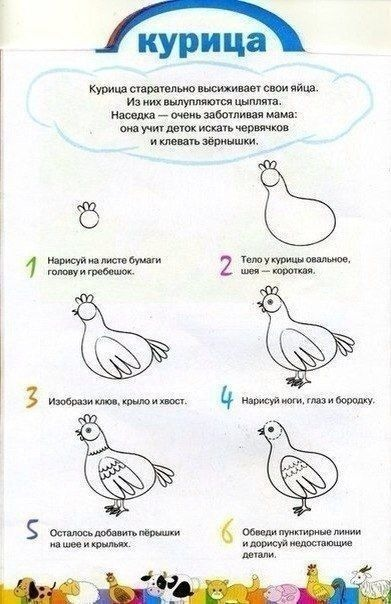 курица
Курица старательно высиживает свои яйца.
Из них вылупляются цыплята.
Наседка — очень заботливая мама:
она учит деток искать червячков
и клевать зёрнышки.
1 Нарисуй на листе бумаги
голову и гребешок.
2 Тело у курицы овальное,
шея — короткая.
3 Изобрази клюв, крыло и хвост.
4 Нарисуй ноги, глаз и бородку.
5 Осталось добавить пёрышки
на шее и крыльях.
6 Обведи пунктирные линии
и дорисуй недостающие
детали.